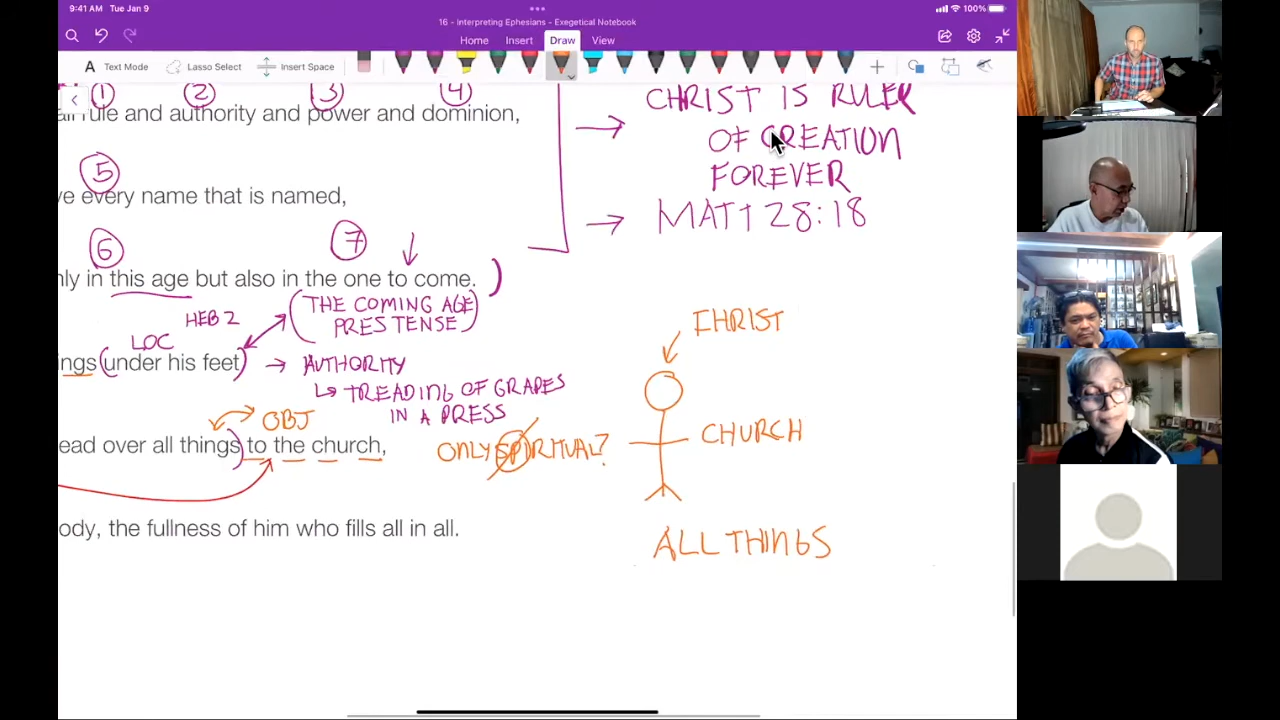 9:41 AM Tue Jan 9
100%
16 - Interpreting Ephesians - Exegetical Notebook
Home Insert Draw View
A Text Mode Lasso Select Insert Space
1 2 3 4
rule and authority and power and dominion,
CHRIST IS RULER
OF CREATION
FOREVER
5
every name that is named,
MATT 28:18
6 7
in this age but also in the one to come.
HEB 2
(THE COMING AGE
PRES TENSE)
LOC
ings (under his feet) → AUTHORITY
↳ TREADING OF GRAPES
IN A PRESS
CHRIST
OBJ
ead over all things) to the church,
ONLY SPIRITUAL?
CHURCH
ody, the fullness of him who fills all in all.
ALL THINGS